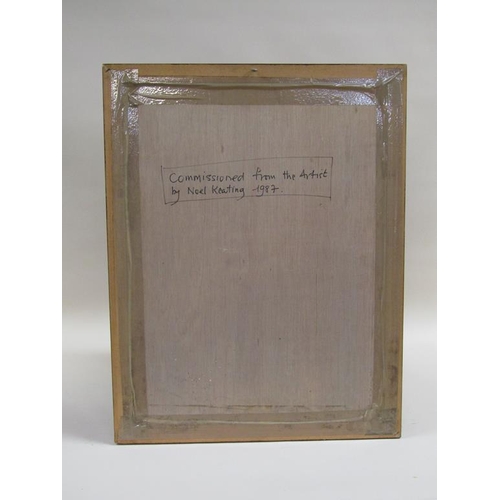 Commissioned from the Artist
by Noel Keating -1987.